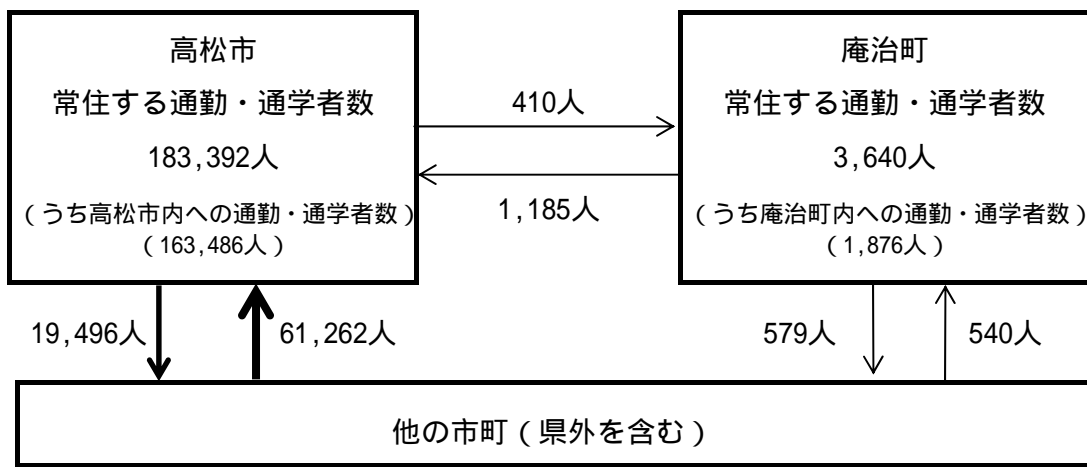 高松市
常住する通勤・通学者数
183,392人
(うち高松市内への通勤・通学者数)
(163,486人)
410人
1,185人
庵治町
常住する通勤・通学者数
3,640人
(うち庵治町内への通勤・通学者数)
(1,876人)
19,496人
61,262人
579人
540人
他の市町(県外を含む)